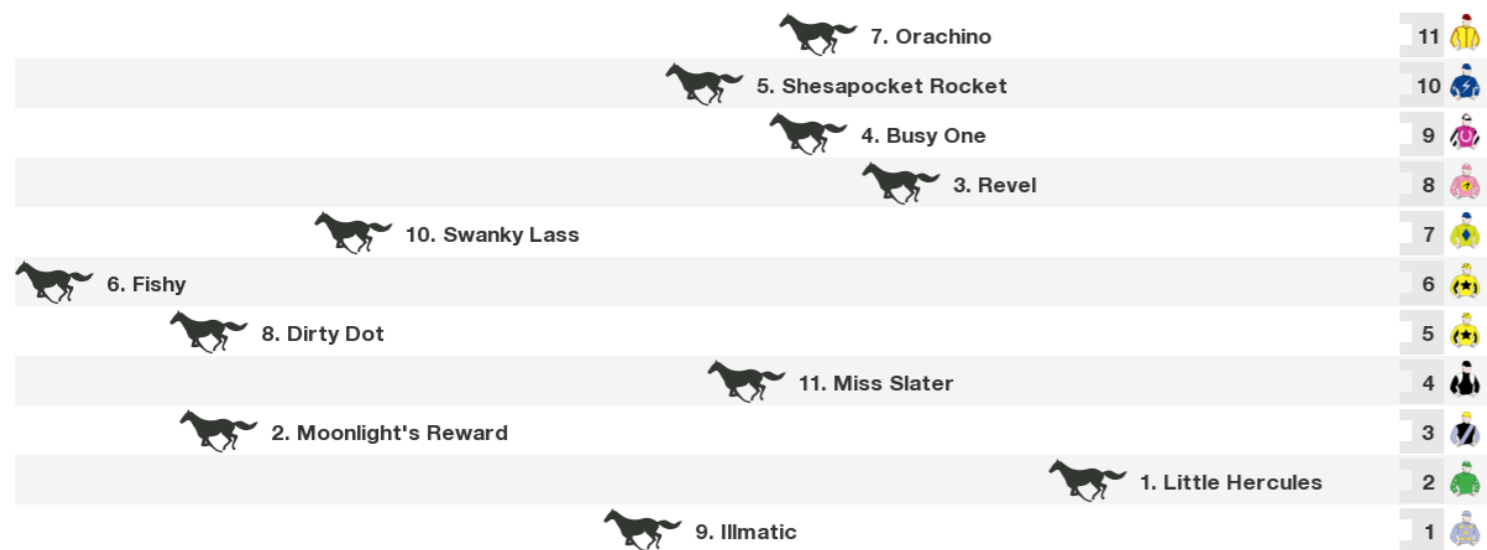 7. Orachino 11
5. Shesapocket Rocket 10
4. Busy One 9
3. Revel 8
10. Swanky Lass 7
6. Fishy 6
8. Dirty Dot 5
11. Miss Slater 4
2. Moonlight's Reward 3
1. Little Hercules 2
9. Illmatic 1